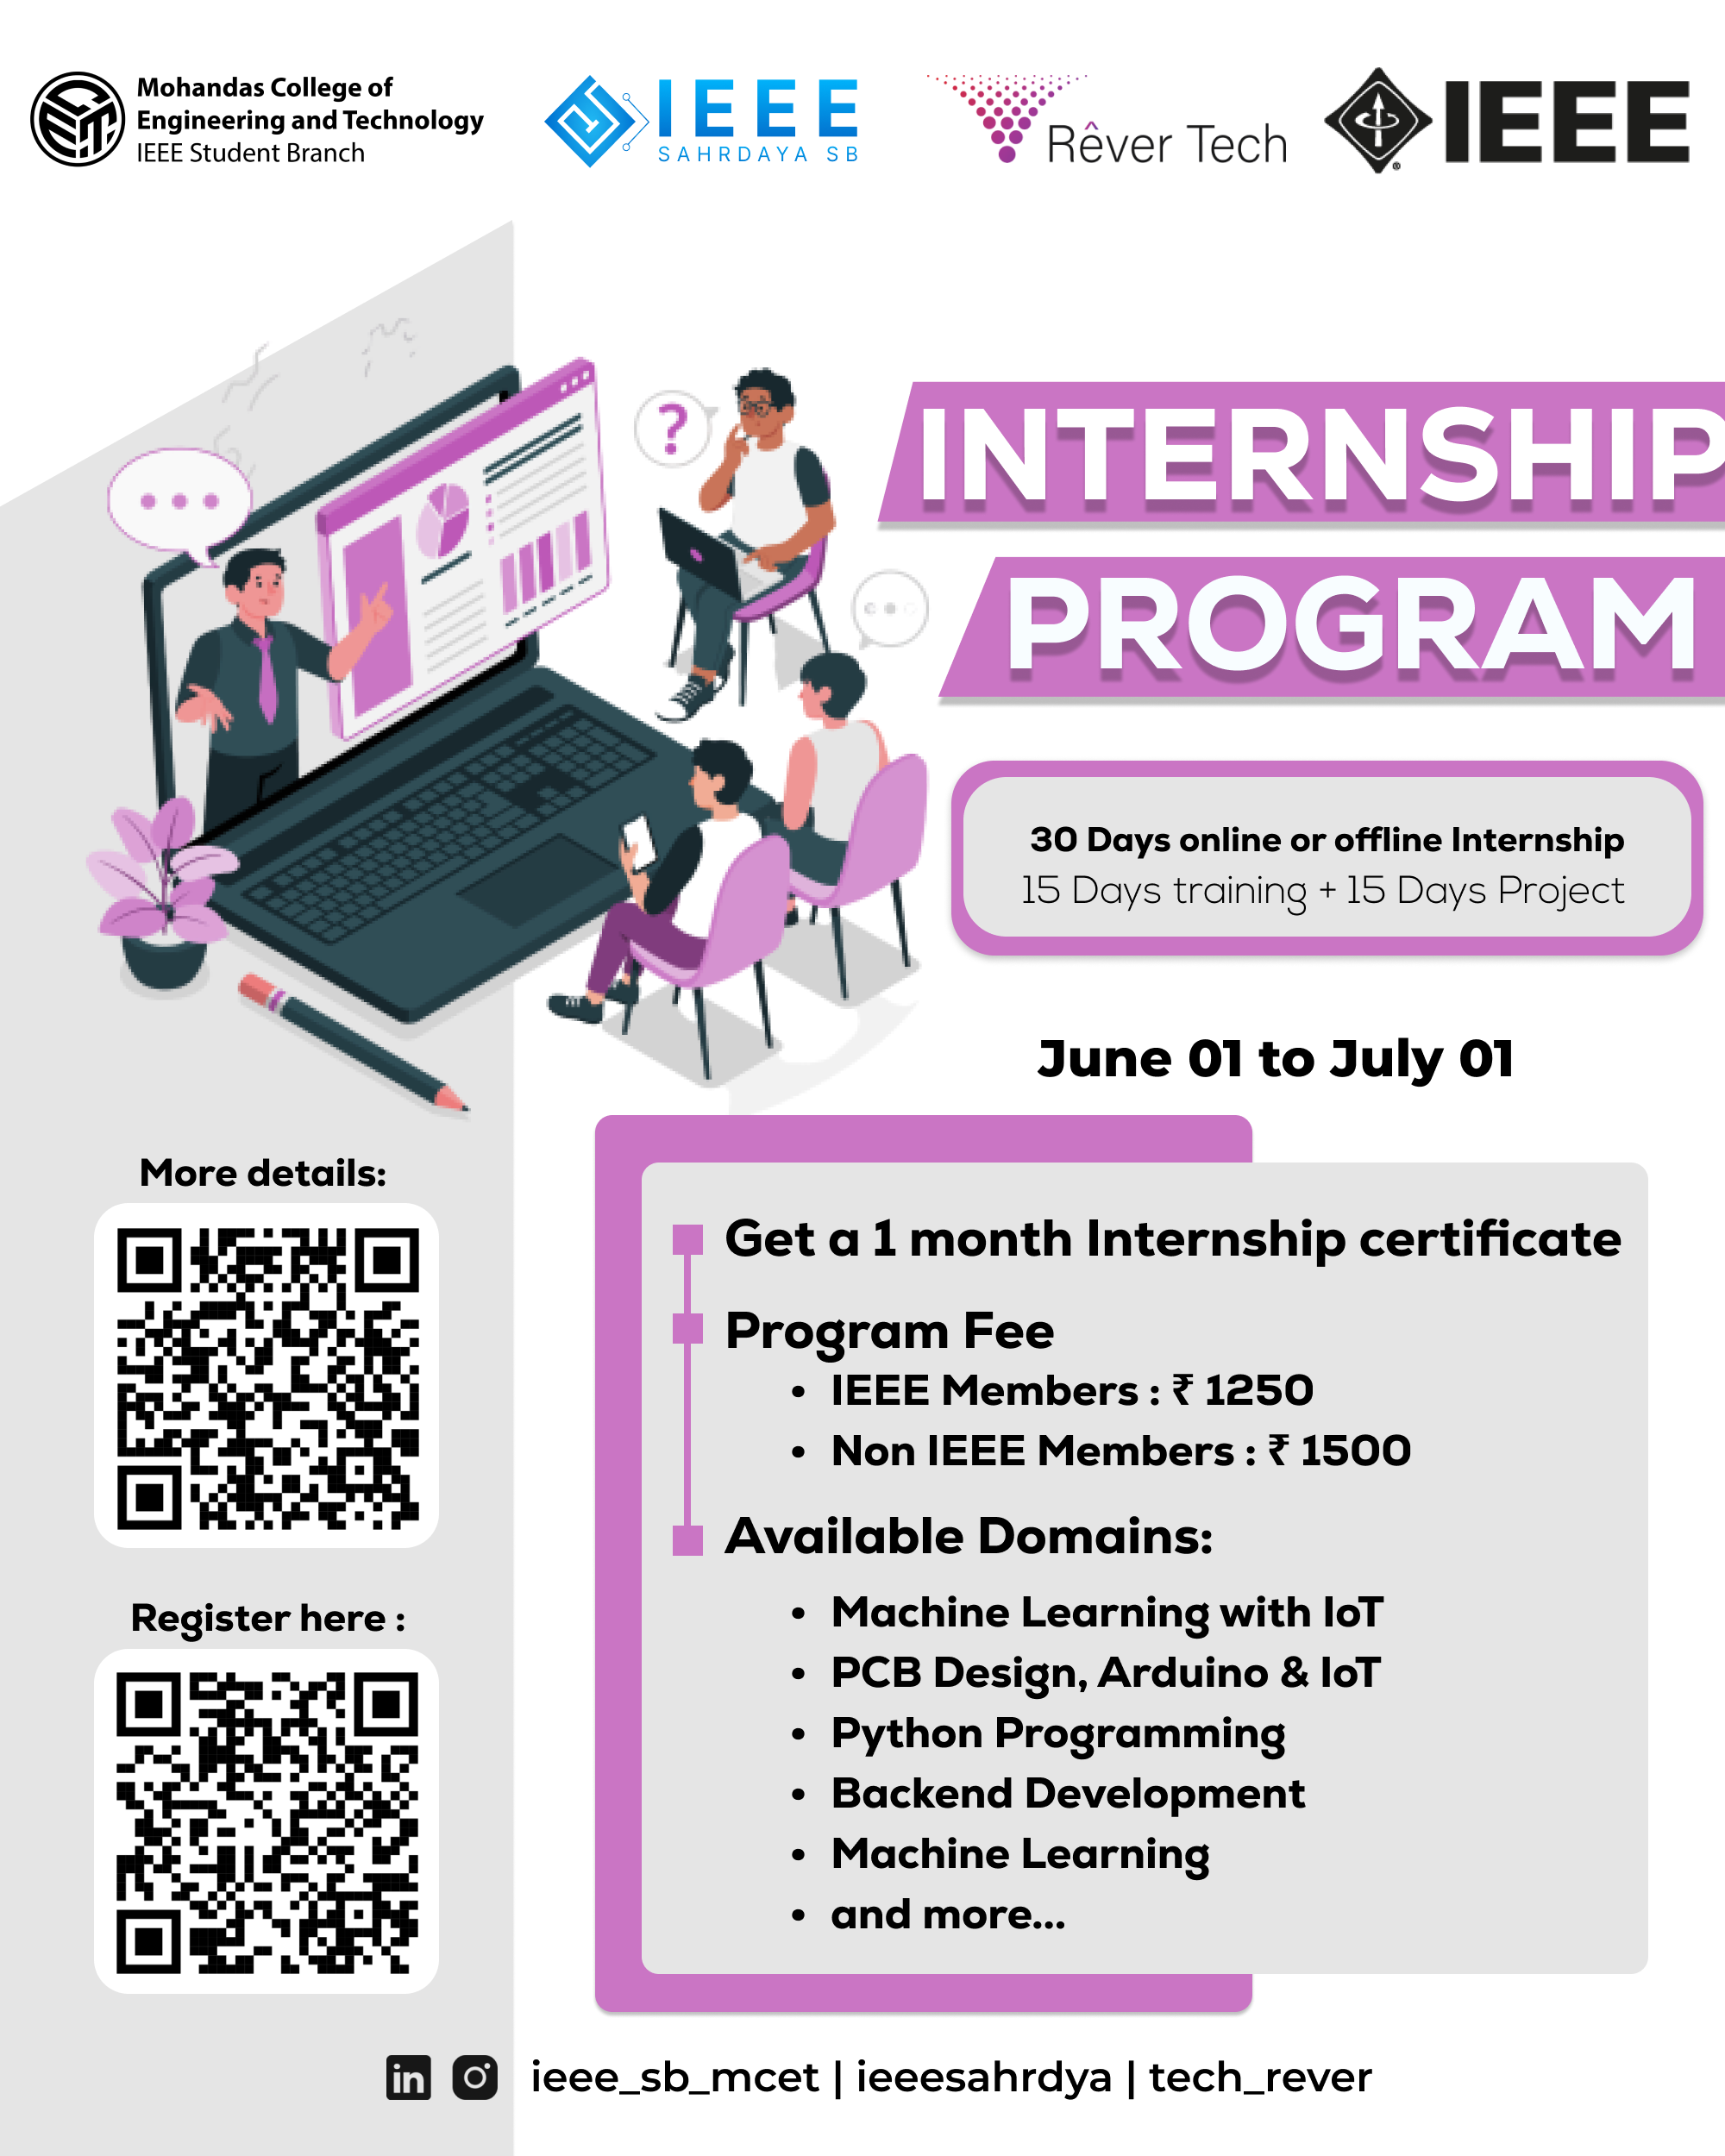 Mohandas College of
Engineering and Technology
IEEE Student Branch
IEEE
SAHRDAYA SB
Rêver Tech
IEEE
INTERNSHIP
PROGRAM
30 Days online or offline Internship
15 Days training + 15 Days Project
June 01 to July 01
More details:
Register here :
Get a 1 month Internship certificate
Program Fee
• IEEE Members : ₹ 1250
• Non IEEE Members : ₹ 1500
Available Domains:
• Machine Learning with IoT
• PCB Design, Arduino & IoT
• Python Programming
• Backend Development
• Machine Learning
• and more...
ieee_sb_mcet | ieeesahrdya | tech_rever